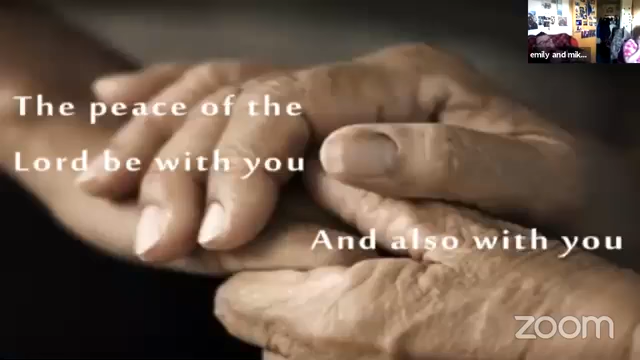 emily and mik...
The peace of the
Lord be with you
And also with you
zoom